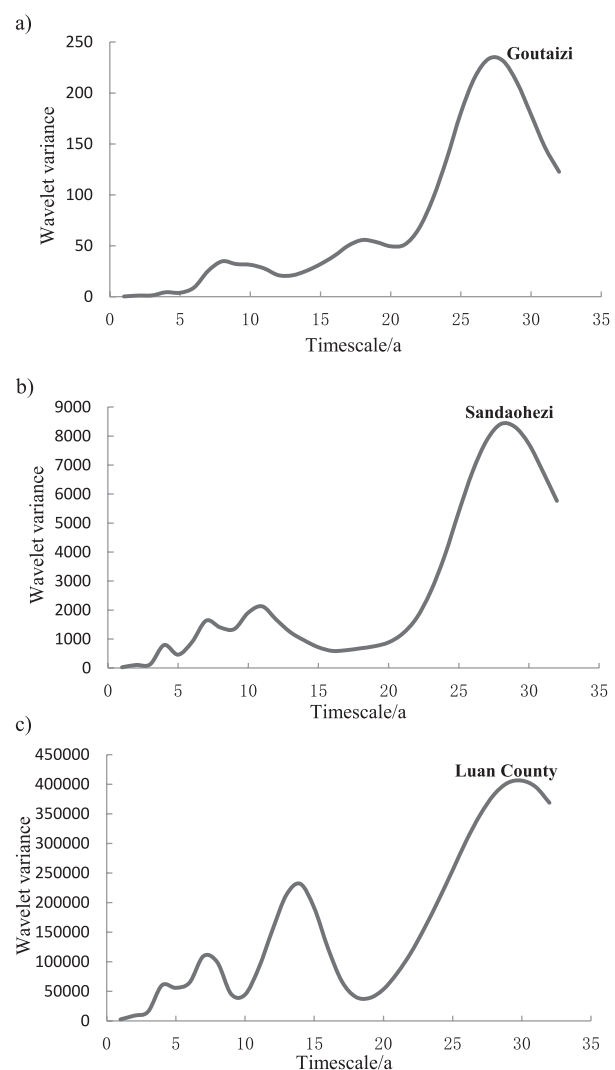 a)
250
Goutaizi
200
150
100
50
0
Wavelet variance
0 5 10 15 20 25 30 35
Timescale/a
b)
9000
Sandaohezi
8000
7000
6000
5000
4000
3000
2000
1000
0
Wavelet variance
0 5 10 15 20 25 30 35
Timescale/a
c)
450000
Luan County
400000
350000
300000
250000
200000
150000
100000
50000
0
Wavelet variance
0 5 10 15 20 25 30 35
Timescale/a